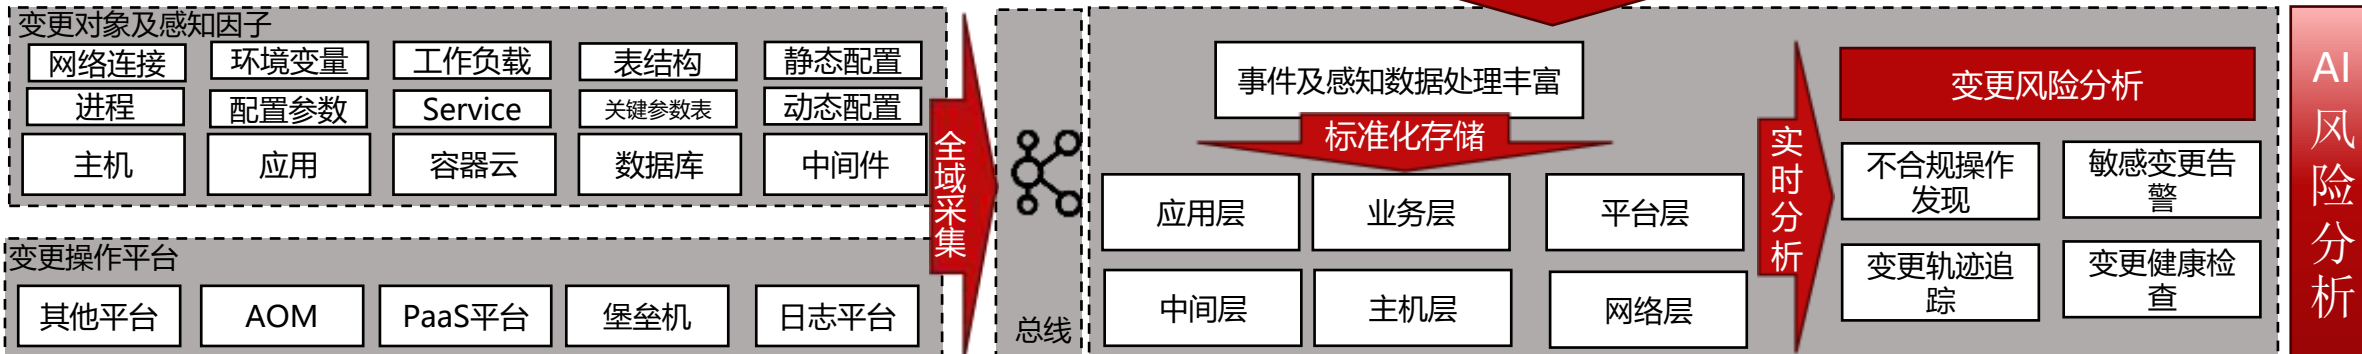 变更对象及感知因子
网络连接
环境变量
工作负载
表结构
静态配置
进程
配置参数
Service
关键参数表
动态配置
主机
应用
容器云
数据库
中间件
变更操作平台
其他平台
AOM
PaaS平台
堡垒机
日志平台
全域采集
总线
事件及感知数据处理丰富
标准化存储
应用层
业务层
平台层
中间层
主机层
网络层
实时分析
变更风险分析
不合规操作
发现
敏感变更告
警
变更轨迹追
踪
变更健康检
查
AI风险分析